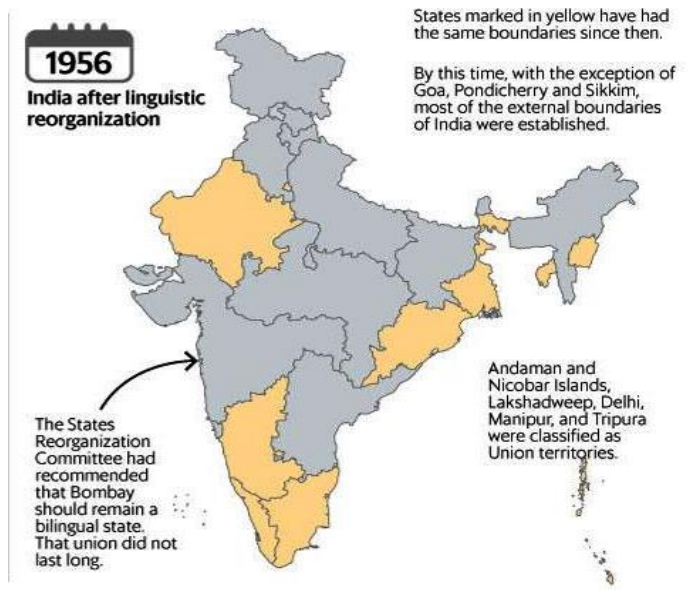 1956
India after linguistic
reorganization
States marked in yellow have had
the same boundaries since then.
By this time, with the exception of
Goa, Pondicherry and Sikkim,
most of the external boundaries
of India were established.
The States
Reorganization
Committee had
recommended
that Bombay
should remain a
bilingual state.
That union did not
last long.
Andaman and
Nicobar Islands,
Lakshadweep, Delhi,
Manipur, and Tripura
were classified as
Union territories.